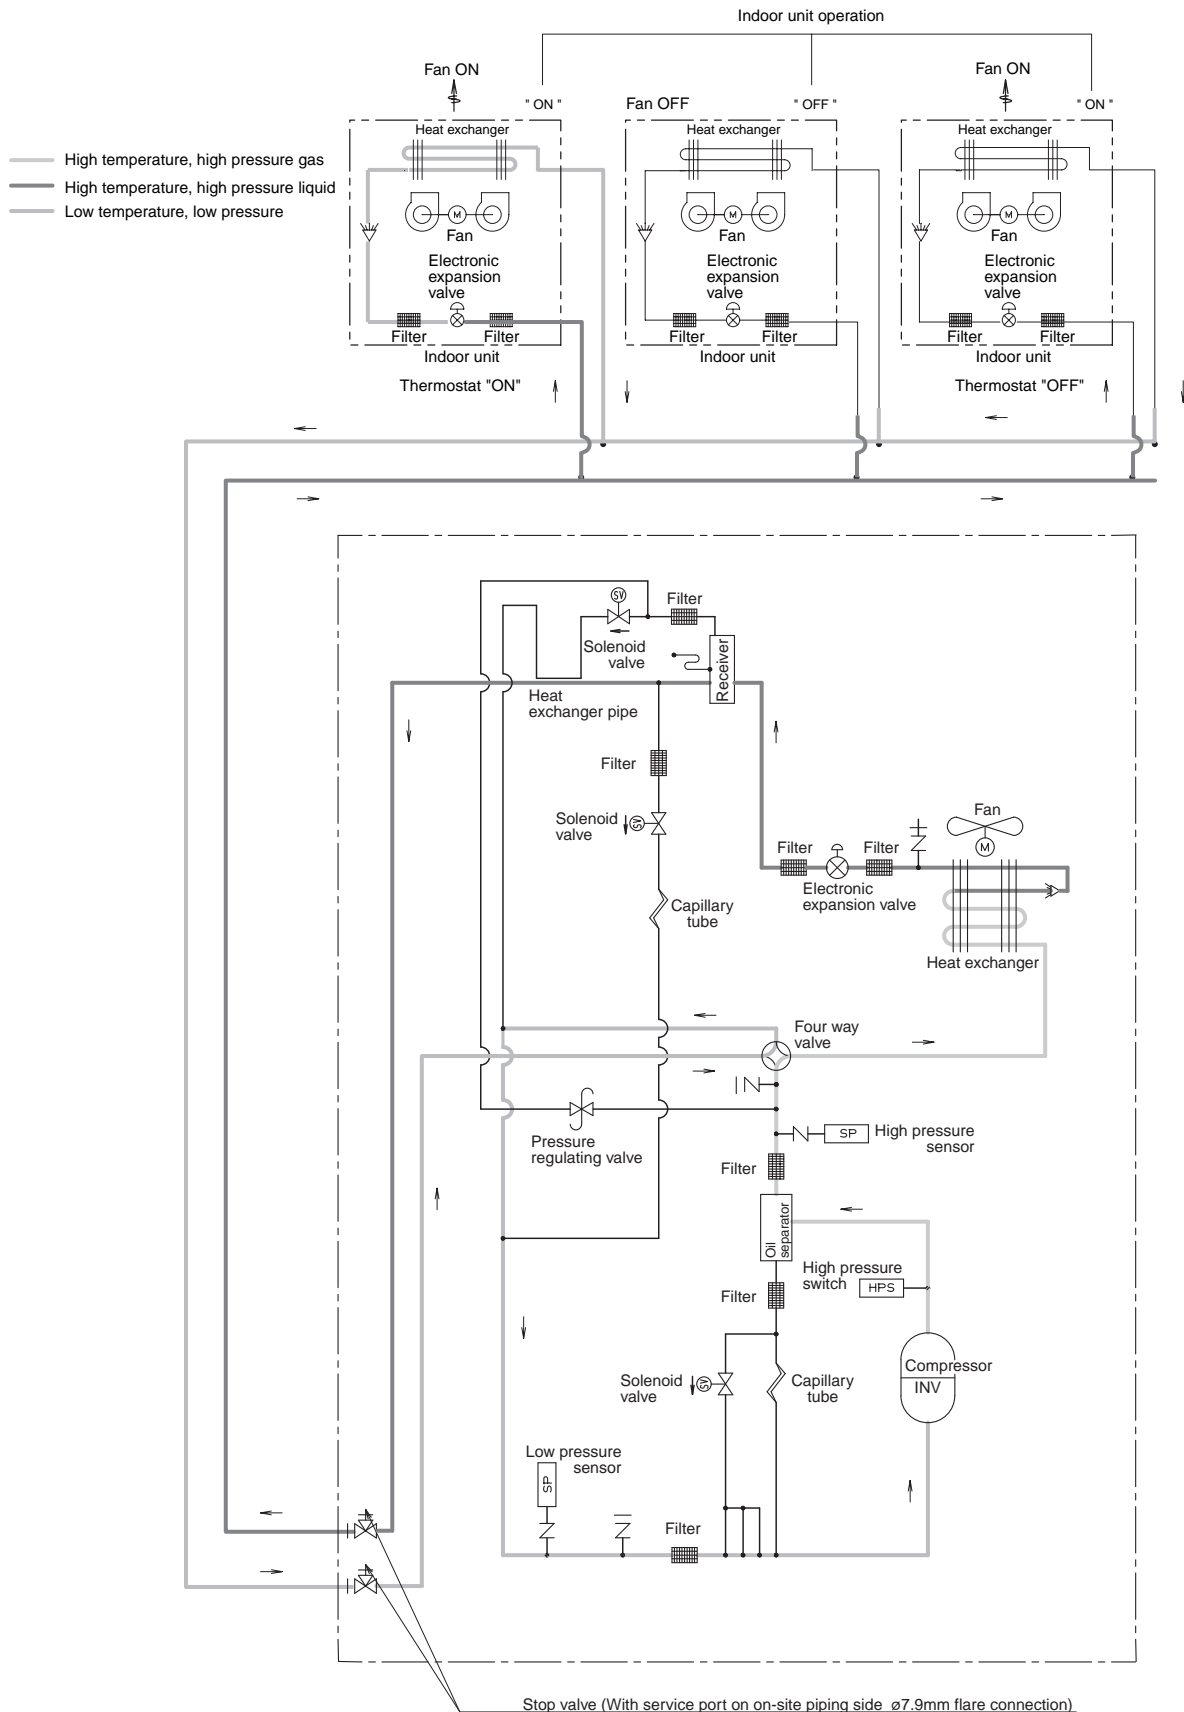 Indoor unit operation
Fan ON
" ON "
Fan OFF
" OFF "
Fan ON
" ON "
High temperature, high pressure gas
High temperature, high pressure liquid
Low temperature, low pressure
Heat exchanger
M
Fan
Electronic
expansion
valve
Filter
Filter
Indoor unit
Thermostat "ON"
Heat exchanger
M
Fan
Electronic
expansion
valve
Filter
Filter
Indoor unit
Heat exchanger
M
Fan
Electronic
expansion
valve
Filter
Filter
Indoor unit
Thermostat "OFF"
SV
Filter
Solenoid
valve
Receiver
Heat
exchanger pipe
Filter
Solenoid
valve
SV
Fan
M
Filter
Filter
Electronic
expansion valve
Capillary
tube
Heat exchanger
Four way
valve
Pressure
regulating valve
SP
High pressure
sensor
Filter
Oil
separator
High pressure
switch
HPS
Filter
Compressor
INV
Solenoid
valve
SV
Capillary
tube
Low pressure
sensor
SP
Filter
Stop valve (With service port on on-site piping side ø7.9mm flare connection)